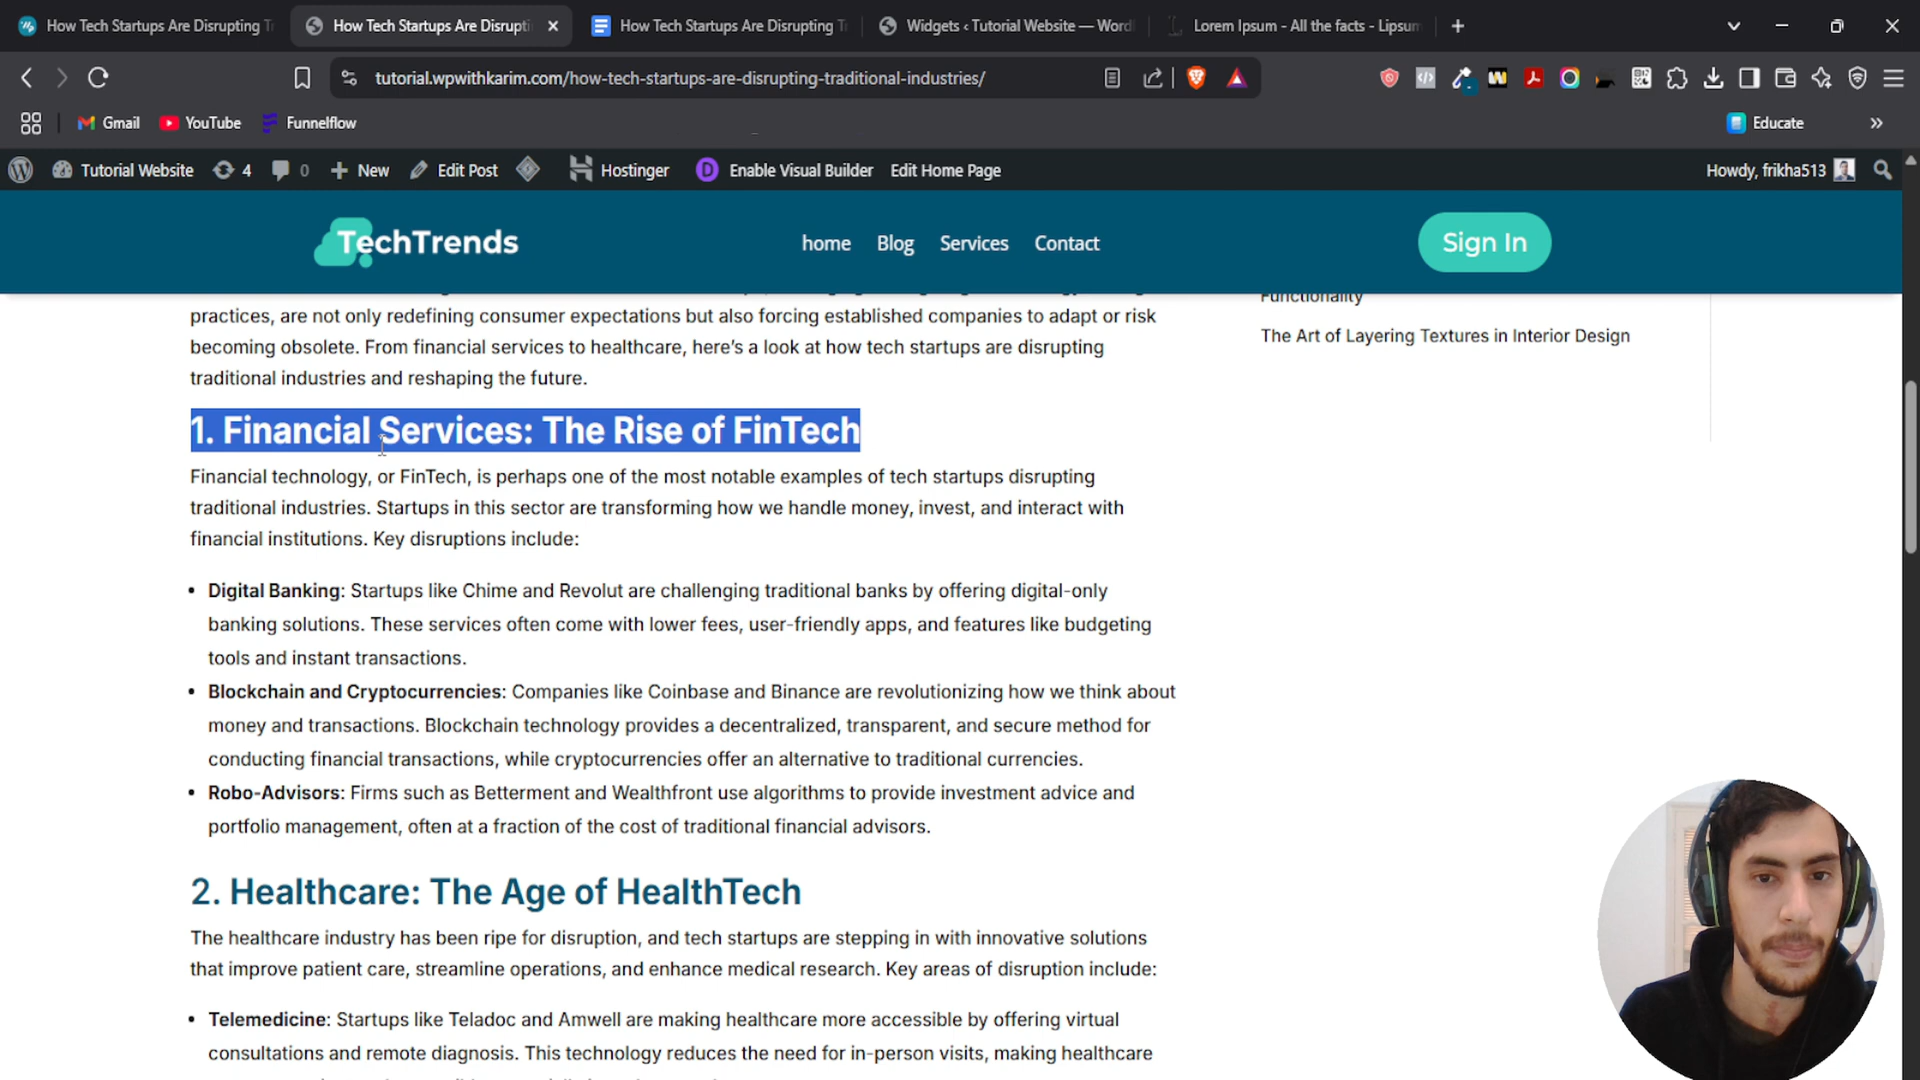 How Tech Startups Are Disrupting T
How Tech Startups Are Disrupti
How Tech Startups Are Disrupting T
Widgets ‹ Tutorial Website — Word
Lorem Ipsum - All the facts - Lipsum
tutorial.wpwithkarim.com/how-tech-startups-are-disrupting-traditional-industries/
Gmail
YouTube
Funnelflow
Educate
Tutorial Website
4
0
New
Edit Post
Hostinger
Enable Visual Builder
Edit Home Page
Howdy, frikha513
TechTrends
home
Blog
Services
Contact
Sign In
practices, are not only redefining consumer expectations but also forcing established companies to adapt or risk
becoming obsolete. From financial services to healthcare, here's a look at how tech startups are disrupting
traditional industries and reshaping the future.
Functionality
The Art of Layering Textures in Interior Design
1. Financial Services: The Rise of FinTech
Financial technology, or FinTech, is perhaps one of the most notable examples of tech startups disrupting
traditional industries. Startups in this sector are transforming how we handle money, invest, and interact with
financial institutions. Key disruptions include:
• Digital Banking: Startups like Chime and Revolut are challenging traditional banks by offering digital-only
banking solutions. These services often come with lower fees, user-friendly apps, and features like budgeting
tools and instant transactions.
• Blockchain and Cryptocurrencies: Companies like Coinbase and Binance are revolutionizing how we think about
money and transactions. Blockchain technology provides a decentralized, transparent, and secure method for
conducting financial transactions, while cryptocurrencies offer an alternative to traditional currencies.
• Robo-Advisors: Firms such as Betterment and Wealthfront use algorithms to provide investment advice and
portfolio management, often at a fraction of the cost of traditional financial advisors.
2. Healthcare: The Age of HealthTech
The healthcare industry has been ripe for disruption, and tech startups are stepping in with innovative solutions
that improve patient care, streamline operations, and enhance medical research. Key areas of disruption include:
• Telemedicine: Startups like Teladoc and Amwell are making healthcare more accessible by offering virtual
consultations and remote diagnosis. This technology reduces the need for in-person visits, making healthcare